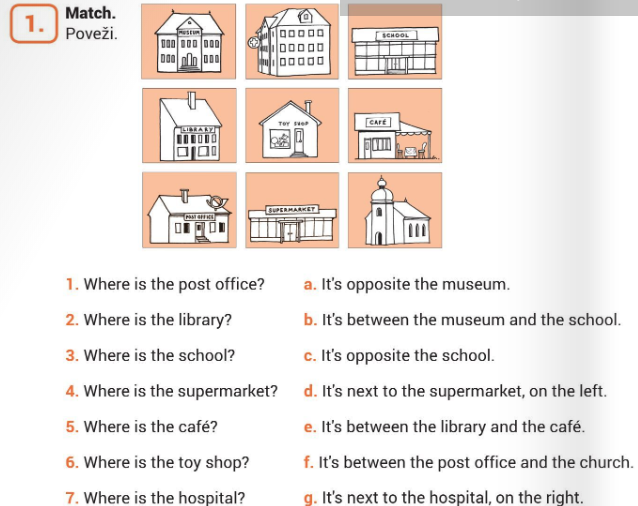 1.
Match.
Poveži.
MUSEUM
SCHOOL
LIBRARY
TOY SHOP
CAFÉ
POST OFFICE
SUPERMARKET
1. Where is the post office? a. It's opposite the museum.
2. Where is the library? b. It's between the museum and the school.
3. Where is the school? c. It's opposite the school.
4. Where is the supermarket? d. It's next to the supermarket, on the left.
5. Where is the café? e. It's between the library and the café.
6. Where is the toy shop? f. It's between the post office and the church.
7. Where is the hospital? g. It's next to the hospital, on the right.